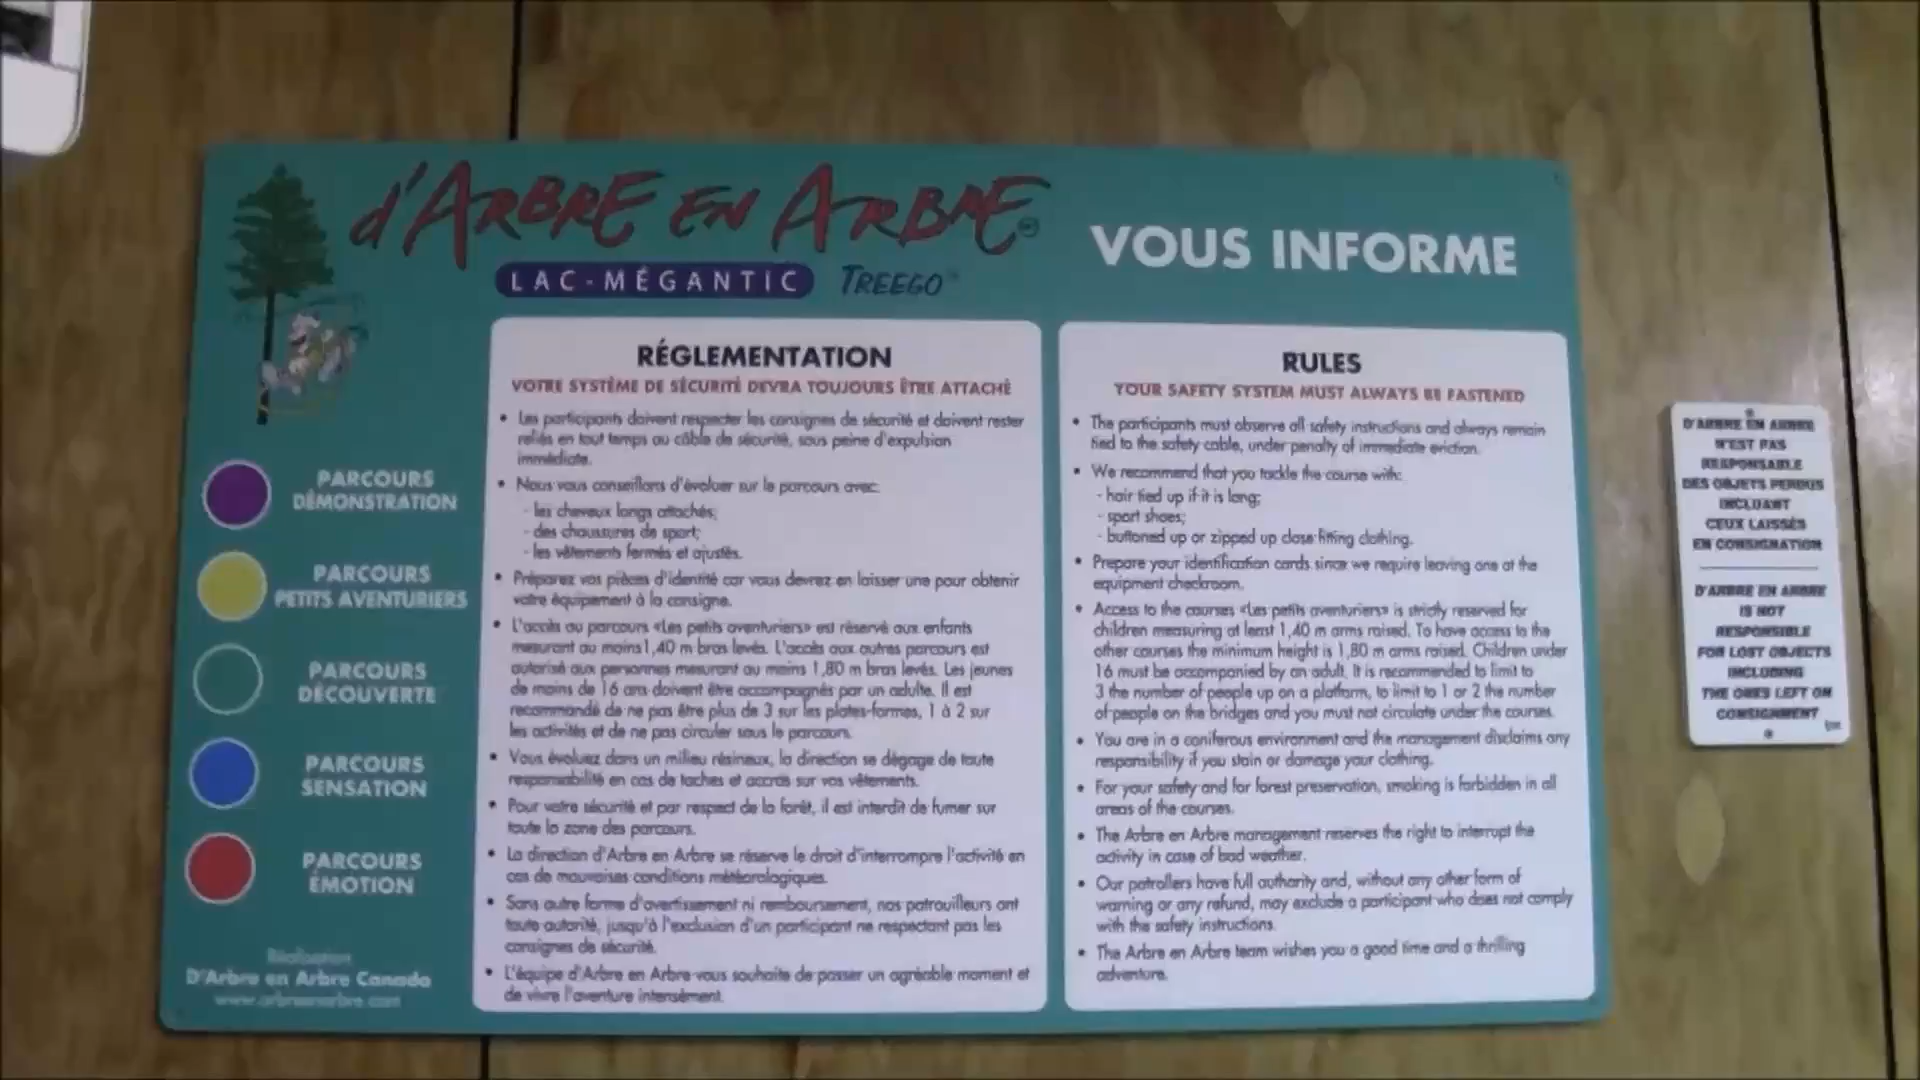 d'ARBRE EN ARBRE
LAC-MÉGANTIC TREEGO
VOUS INFORME
PARCOURS
DÉMONSTRATION
PARCOURS
PETITS AVENTURIERS
PARCOURS
DÉCOUVERTE
PARCOURS
SENSATION
PARCOURS
ÉMOTION
Réalisation
D'Arbre en Arbre Canada
www.arbreenarbre.com
RÉGLEMENTATION
VOTRE SYSTÈME DE SÉCURITÉ DEVRA TOUJOURS ÊTRE ATTACHÉ
• Les participants doivent respecter les consignes de sécurité et doivent rester
reliés en tout temps au câble de sécurité, sous peine d'expulsion
immédiate.
• Nous vous conseillons d'évoluer sur le parcours avec:
- les cheveux longs attachés;
- des chaussures de sport;
- les vêtements fermés et ajustés.
• Préparez vos pièces d'identité car vous devrez en laisser une pour obtenir
votre équipement à la consigne.
• L'accès au parcours «Les petits aventuriers» est réservé aux enfants
mesurant au moins 1,40 m bras levés. L'accès aux autres parcours est
autorisé aux personnes mesurant au moins 1,80 m bras levés. Les jeunes
de moins de 16 ans doivent être accompagnés par un adulte. Il est
recommandé de ne pas être plus de 3 sur les plates-formes, 1 à 2 sur
les activités et de ne pas circuler sous le parcours.
• Vous évoluez dans un milieu résineux, la direction se dégage de toute
responsabilité en cas de taches et accros sur vos vêtements.
• Pour votre sécurité et par respect de la forêt, il est interdit de fumer sur
toute la zone des parcours.
• La direction d'Arbre en Arbre se réserve le droit d'interrompre l'activité en
cas de mauvaises conditions météorologiques.
• Sans autre forme d'avertissement ni remboursement, nos patrouilleurs ont
toute autorité, jusqu'à l'exclusion d'un participant ne respectant pas les
consignes de sécurité.
• L'équipe d'Arbre en Arbre vous souhaite de passer un agréable moment et
de vivre l'aventure intensément.
RULES
YOUR SAFETY SYSTEM MUST ALWAYS BE FASTENED
• The participants must observe all safety instructions and always remain
tied to the safety cable, under penalty of immediate eviction.
• We recommend that you tackle the course with:
- hair tied up if it is long;
- sport shoes;
- buttoned up or zipped up close fitting clothing.
• Prepare your identification cards since we require leaving one at the
equipment checkroom.
• Access to the courses «Les petits aventuriers» is strictly reserved for
children measuring at least 1,40 m arms raised. To have access to the
other courses the minimum height is 1,80 m arms raised. Children under
16 must be accompanied by an adult. It is recommended to limit to
3 the number of people up on a platform, to limit to 1 or 2 the number
of people on the bridges and you must not circulate under the courses.
• You are in a coniferous environment and the management disclaims any
responsibility if you stain or damage your clothing.
• For your safety and for forest preservation, smoking is forbidden in all
areas of the courses.
• The Arbre en Arbre management reserves the right to interrupt the
activity in case of bad weather.
• Our patrollers have full authority and, without any other form of
warning or any refund, may exclude a participant who does not comply
with the safety instructions.
• The Arbre en Arbre team wishes you a good time and a thrilling
adventure.
D'ARBRE EN ARBRE
N'EST PAS
RESPONSABLE
DES OBJETS PERDUS
INCLUANT
CEUX LAISSÉS
EN CONSIGNATION
D'ARBRE EN ARBRE
IS NOT
RESPONSIBLE
FOR LOST OBJECTS
INCLUDING
THE ONES LEFT ON
CONSIGNMENT